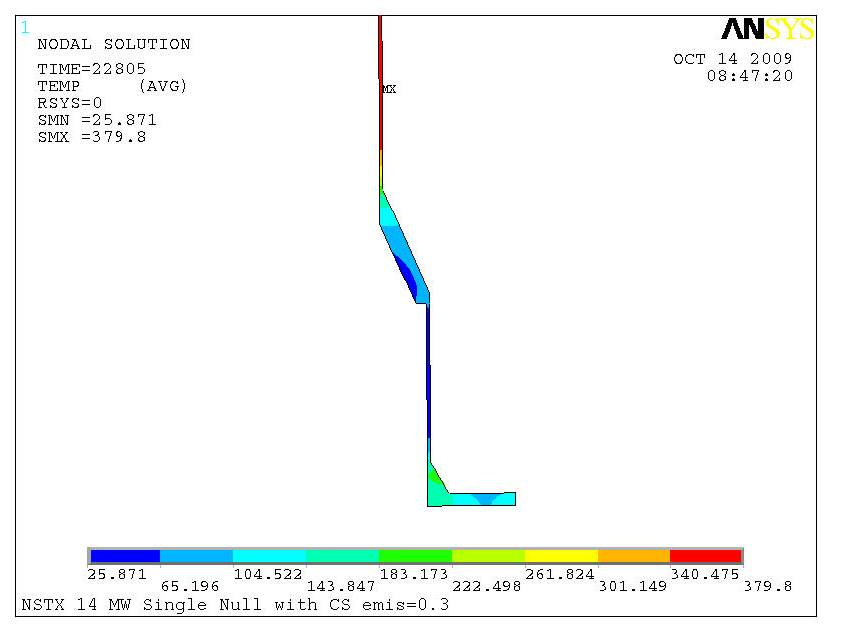 1
ANSYS
NODAL SOLUTION
OCT 14 2009
08:47:20
TIME=22805
TEMP (AVG)
RSYS=0
SMN =25.871
SMX =379.8
MX
25.871 104.522 183.173 261.824 340.475
65.196 143.847 222.498 301.149 379.8
NSTX 14 MW Single Null with CS emis=0.3